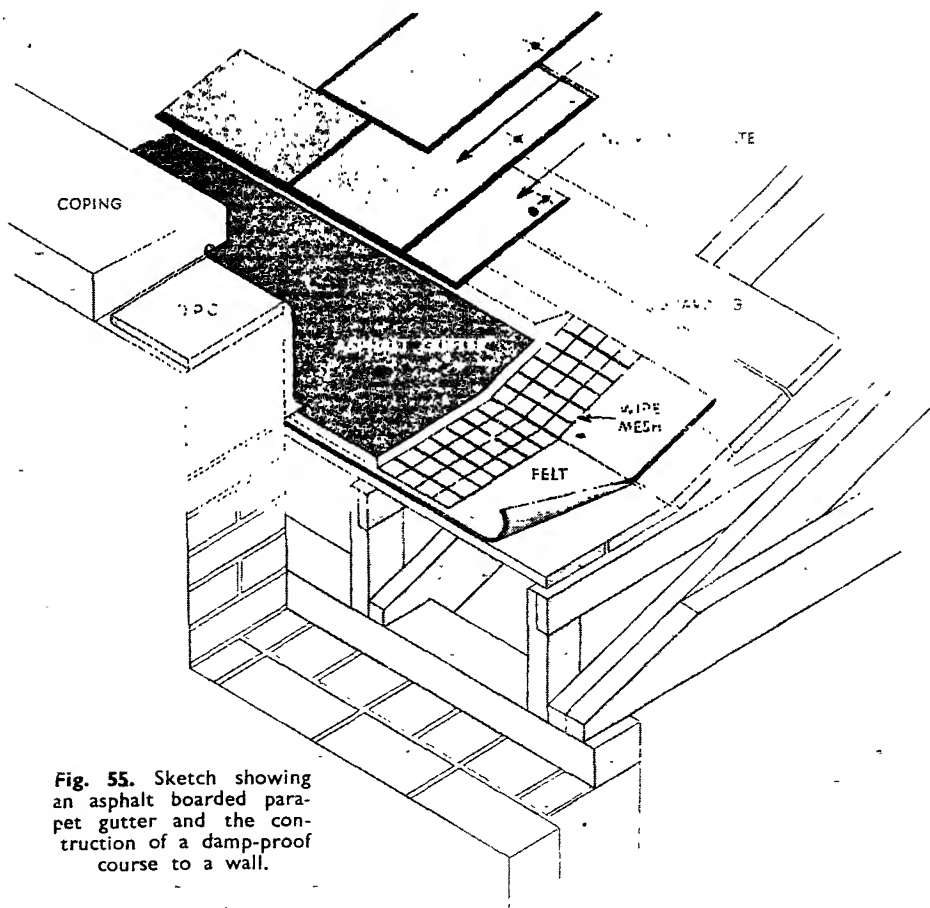 COPING
DPC
ASPHALT GUTTER
WIDE
MESH
FELT
Fig. 55. Sketch showing
an asphalt boarded para-
pet gutter and the con-
truction of a damp-proof
course to a wall.